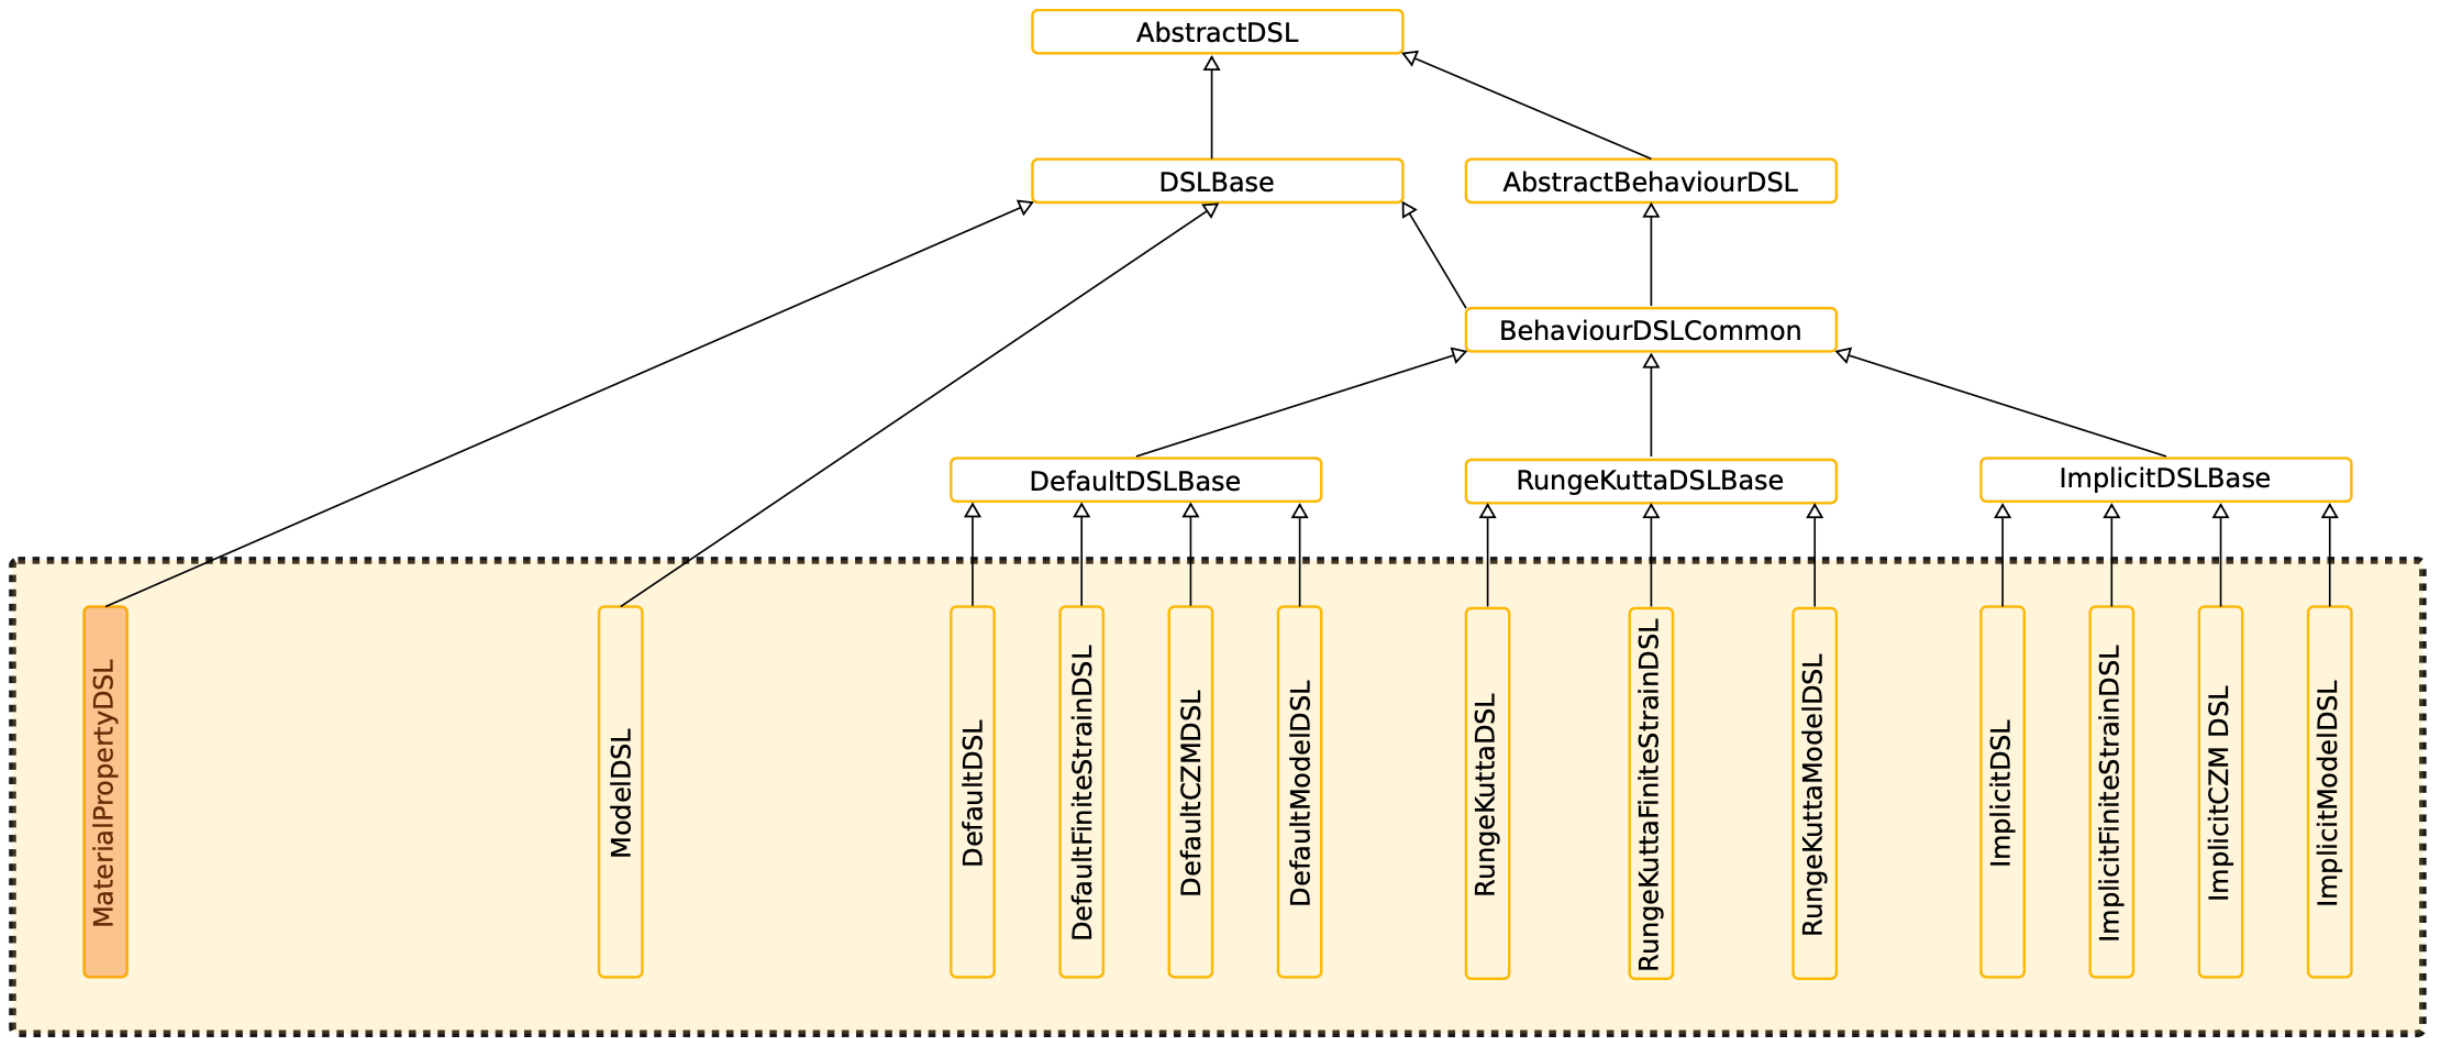 AbstractDSL
DSLBase
AbstractBehaviourDSL
BehaviourDSLCommon
DefaultDSLBase
RungeKuttaDSLBase
ImplicitDSLBase
MaterialPropertyDSL
ModelDSL
DefaultDSL
DefaultFiniteStrainDSL
DefaultCZMDSL
DefaultModelDSL
RungeKuttaDSL
RungeKuttaFiniteStrainDSL
RungeKuttaModelDSL
ImplicitDSL
ImplicitFiniteStrainDSL
ImplicitCZM DSL
ImplicitModelDSL